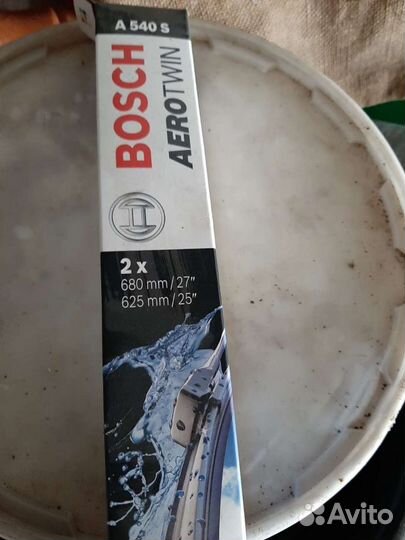 A 540 S
BOSCH
AEROTWIN
2 x
680 mm/27"
625 mm/25"
Avito